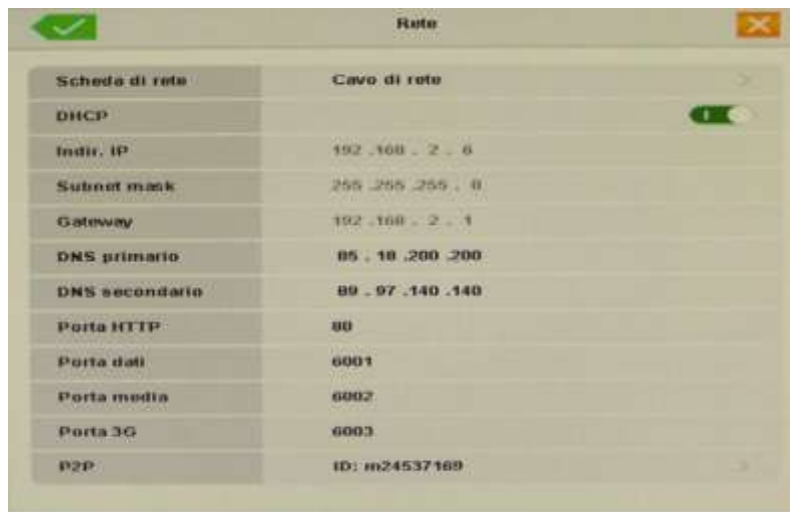 Rete
Scheda di rete Cavo di rete
DHCP
Indir. IP 192 .168 . 2 . 6
Subnet mask 255 .255 .255 . 0
Gateway 192 .168 . 2 . 1
DNS primario 85 . 18 .200 .200
DNS secondario 89 . 97 .140 .140
Porta HTTP 80
Porta dati 6001
Porta media 6002
Porta 3G 6003
P2P ID: m24537169